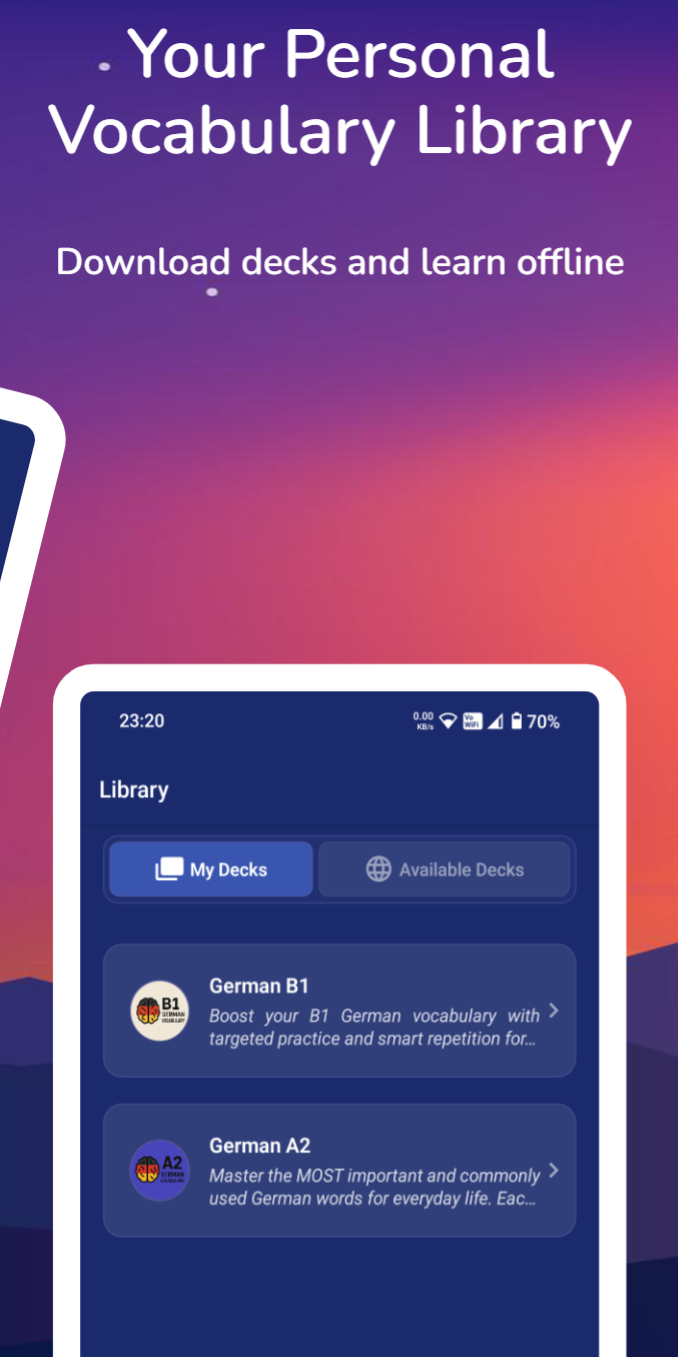 Your Personal
Vocabulary Library
Download decks and learn offline
23:20
0.00
KB/s
Vo
WiFi
70%
Library
My Decks
Available Decks
German B1
B1
GERMAN
VOCABULARY
Boost your B1 German vocabulary with
targeted practice and smart repetition for...
German A2
A2
GERMAN
Master the MOST important and commonly
used German words for everyday life. Eac...